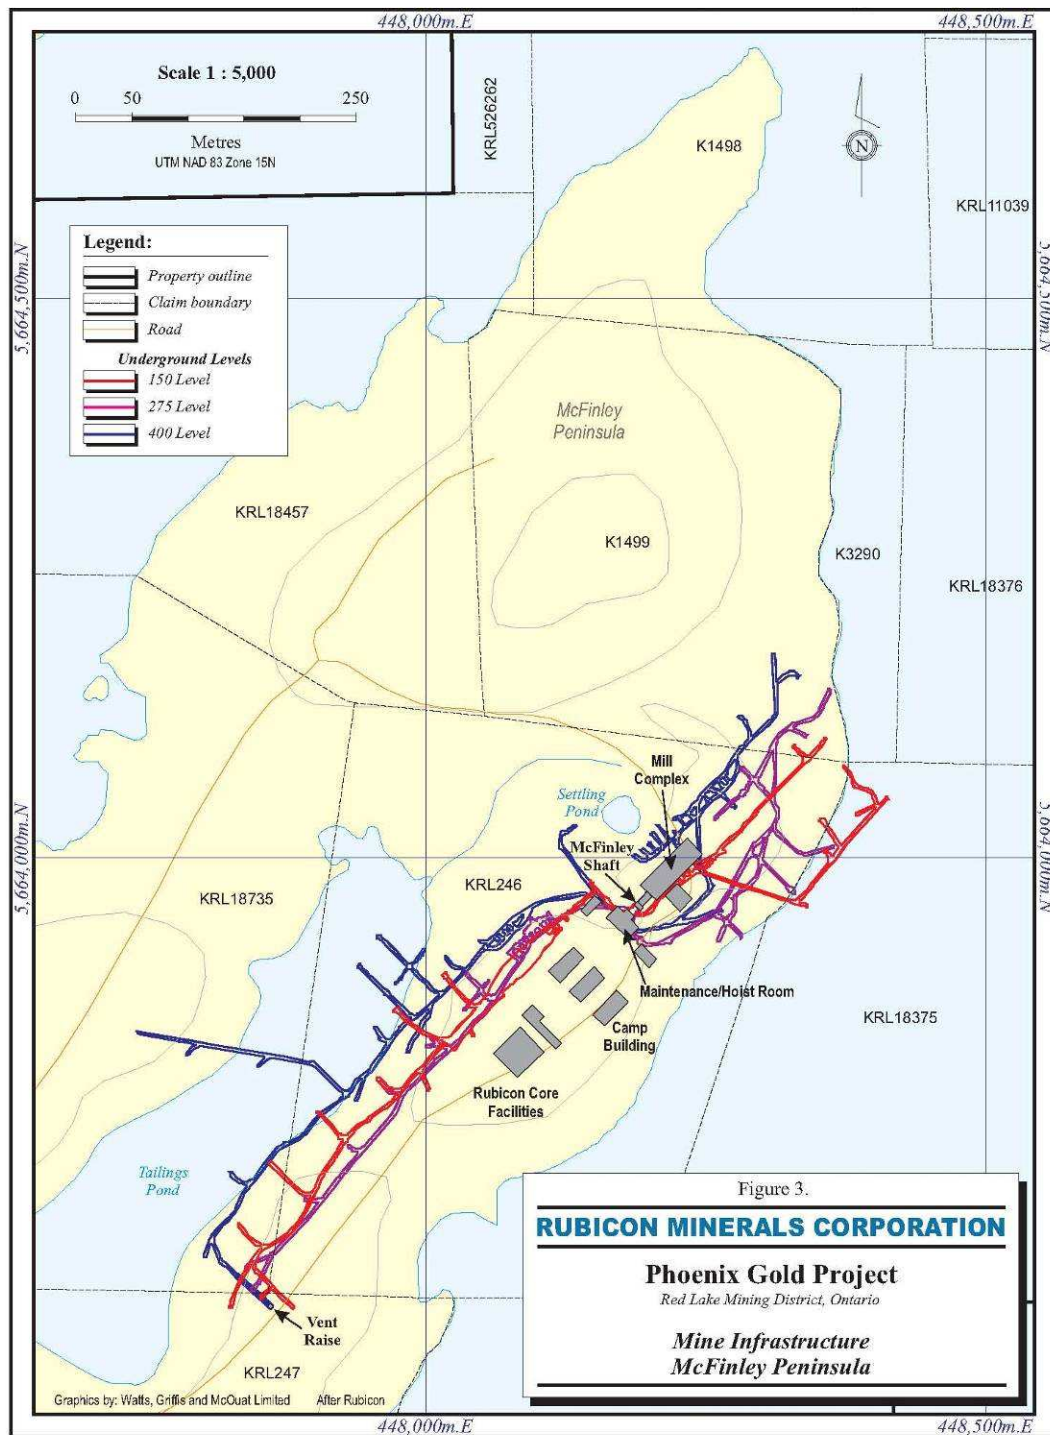 448,000m.E
448,500m.E
Scale 1 : 5,000
0 50 250
Metres
UTM NAD 83 Zone 15N
KRL526262
K1498
N
KRL11039
Legend:
Property outline
Claim boundary
Road
Underground Levels
150 Level
275 Level
400 Level
5,664,500m.N
5,664,500m.N
McFinley
Peninsula
KRL18457
K1499
K3290
KRL18376
Mill
Complex
Settling
Pond
McFinley
Shaft
5,664,000m.N
5,664,000m.N
KRL246
KRL18735
Maintenance/Hoist Room
KRL18375
Camp
Building
Rubicon Core
Facilities
Tailings
Pond
Vent
Raise
KRL247
Figure 3.
RUBICON MINERALS CORPORATION
Phoenix Gold Project
Red Lake Mining District, Ontario
Mine Infrastructure
McFinley Peninsula
Graphics by: Watts, Griffis and McOuat Limited After Rubicon
448,000m.E
448,500m.E